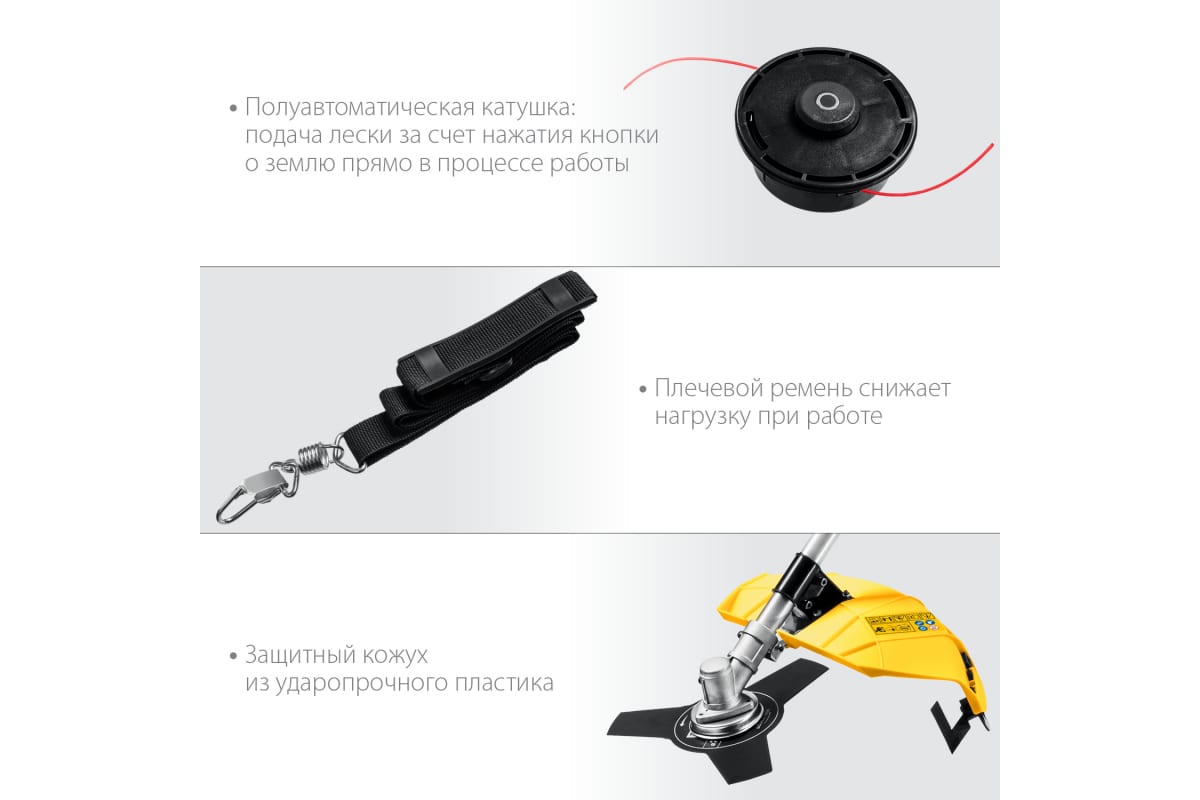 • Полуавтоматическая катушка:
подача лески за счет нажатия кнопки
о землю прямо в процессе работы
• Плечевой ремень снижает
нагрузку при работе
• Защитный кожух
из ударопрочного пластика